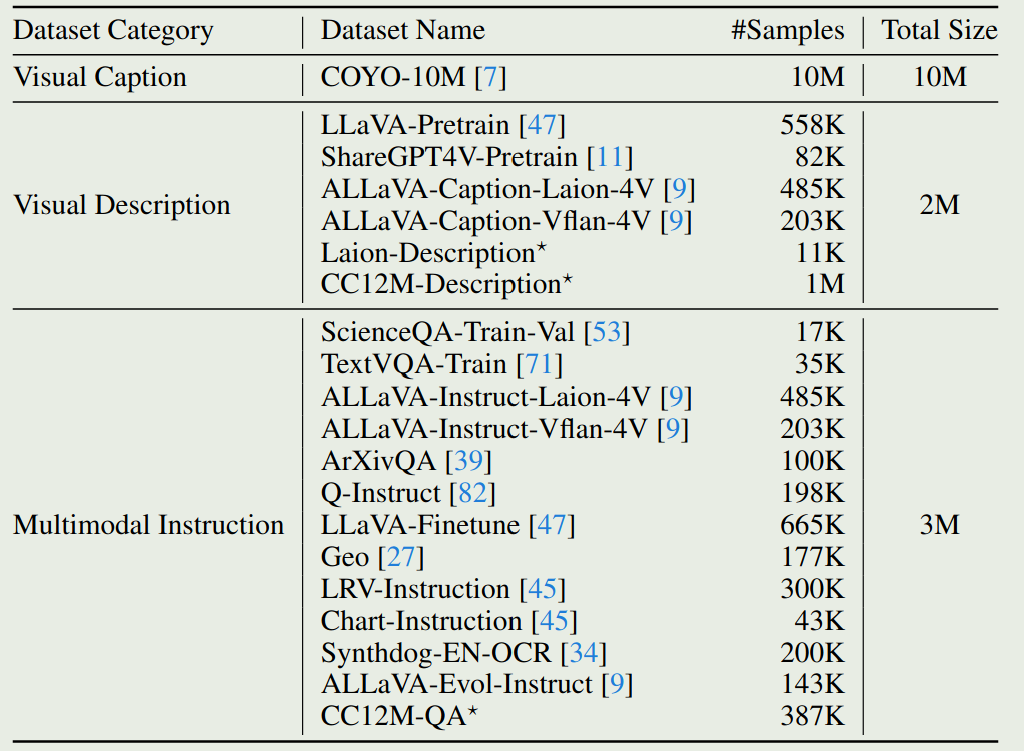 Dataset Category Dataset Name #Samples Total Size
Visual Caption COYO-10M [7] 10M 10M
LLaVA-Pretrain [47] 558K
ShareGPT4V-Pretrain [11] 82K
ALLaVA-Caption-Laion-4V [9] 485K
Visual Description 2M
ALLaVA-Caption-Vflan-4V [9] 203K
Laion-Description* 11K
CC12M-Description* 1M
ScienceQA-Train-Val [53] 17K
TextVQA-Train [71] 35K
ALLaVA-Instruct-Laion-4V [9] 485K
ALLaVA-Instruct-Vflan-4V [9] 203K
ArXivQA [39] 100K
Q-Instruct [82] 198K
Multimodal Instruction LLaVA-Finetune [47] 665K 3M
Geo [27] 177K
LRV-Instruction [45] 300K
Chart-Instruction [45] 43K
Synthdog-EN-OCR [34] 200K
ALLaVA-Evol-Instruct [9] 143K
CC12M-QA* 387K